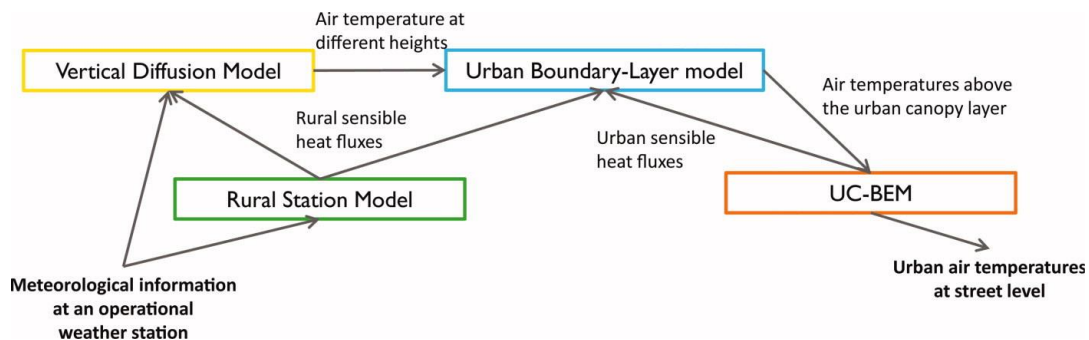 Air temperature at
different heights
Vertical Diffusion Model
Urban Boundary-Layer model
Air temperatures above
the urban canopy layer
Rural sensible
heat fluxes
Urban sensible
heat fluxes
Rural Station Model
UC-BEM
Meteorological information
at an operational
weather station
Urban air temperatures
at street level